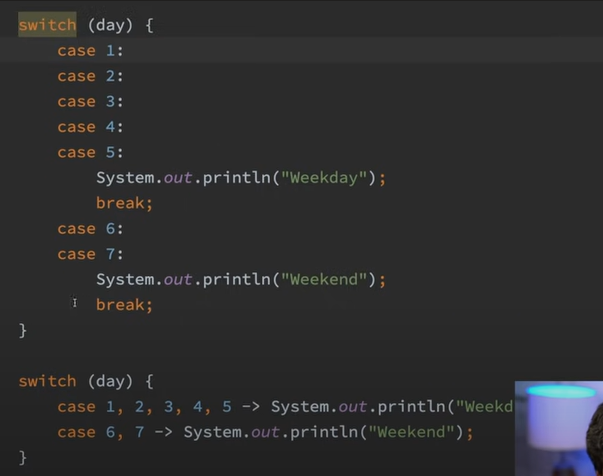 switch (day) {
    case 1:
    case 2:
    case 3:
    case 4:
    case 5:
        System.out.println("Weekday");
        break;
    case 6:
    case 7:
        System.out.println("Weekend");
        break;
}
switch (day) {
    case 1, 2, 3, 4, 5 -> System.out.println("Weekd
    case 6, 7 -> System.out.println("Weekend");
}